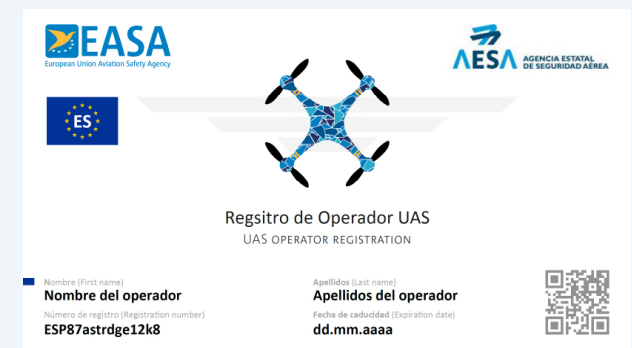 EASA
European Union Aviation Safety Agency
AESA
AGENCIA ESTATAL
DE SEGURIDAD AÉREA
ES
Regsitro de Operador UAS
UAS OPERATOR REGISTRATION
Nombre (First name)
Nombre del operador
Apellidos (Last name)
Apellidos del operador
Número de registro (Registration number)
ESP87astrdge12k8
Fecha de caducidad (Expiration date)
dd.mm.aaaa